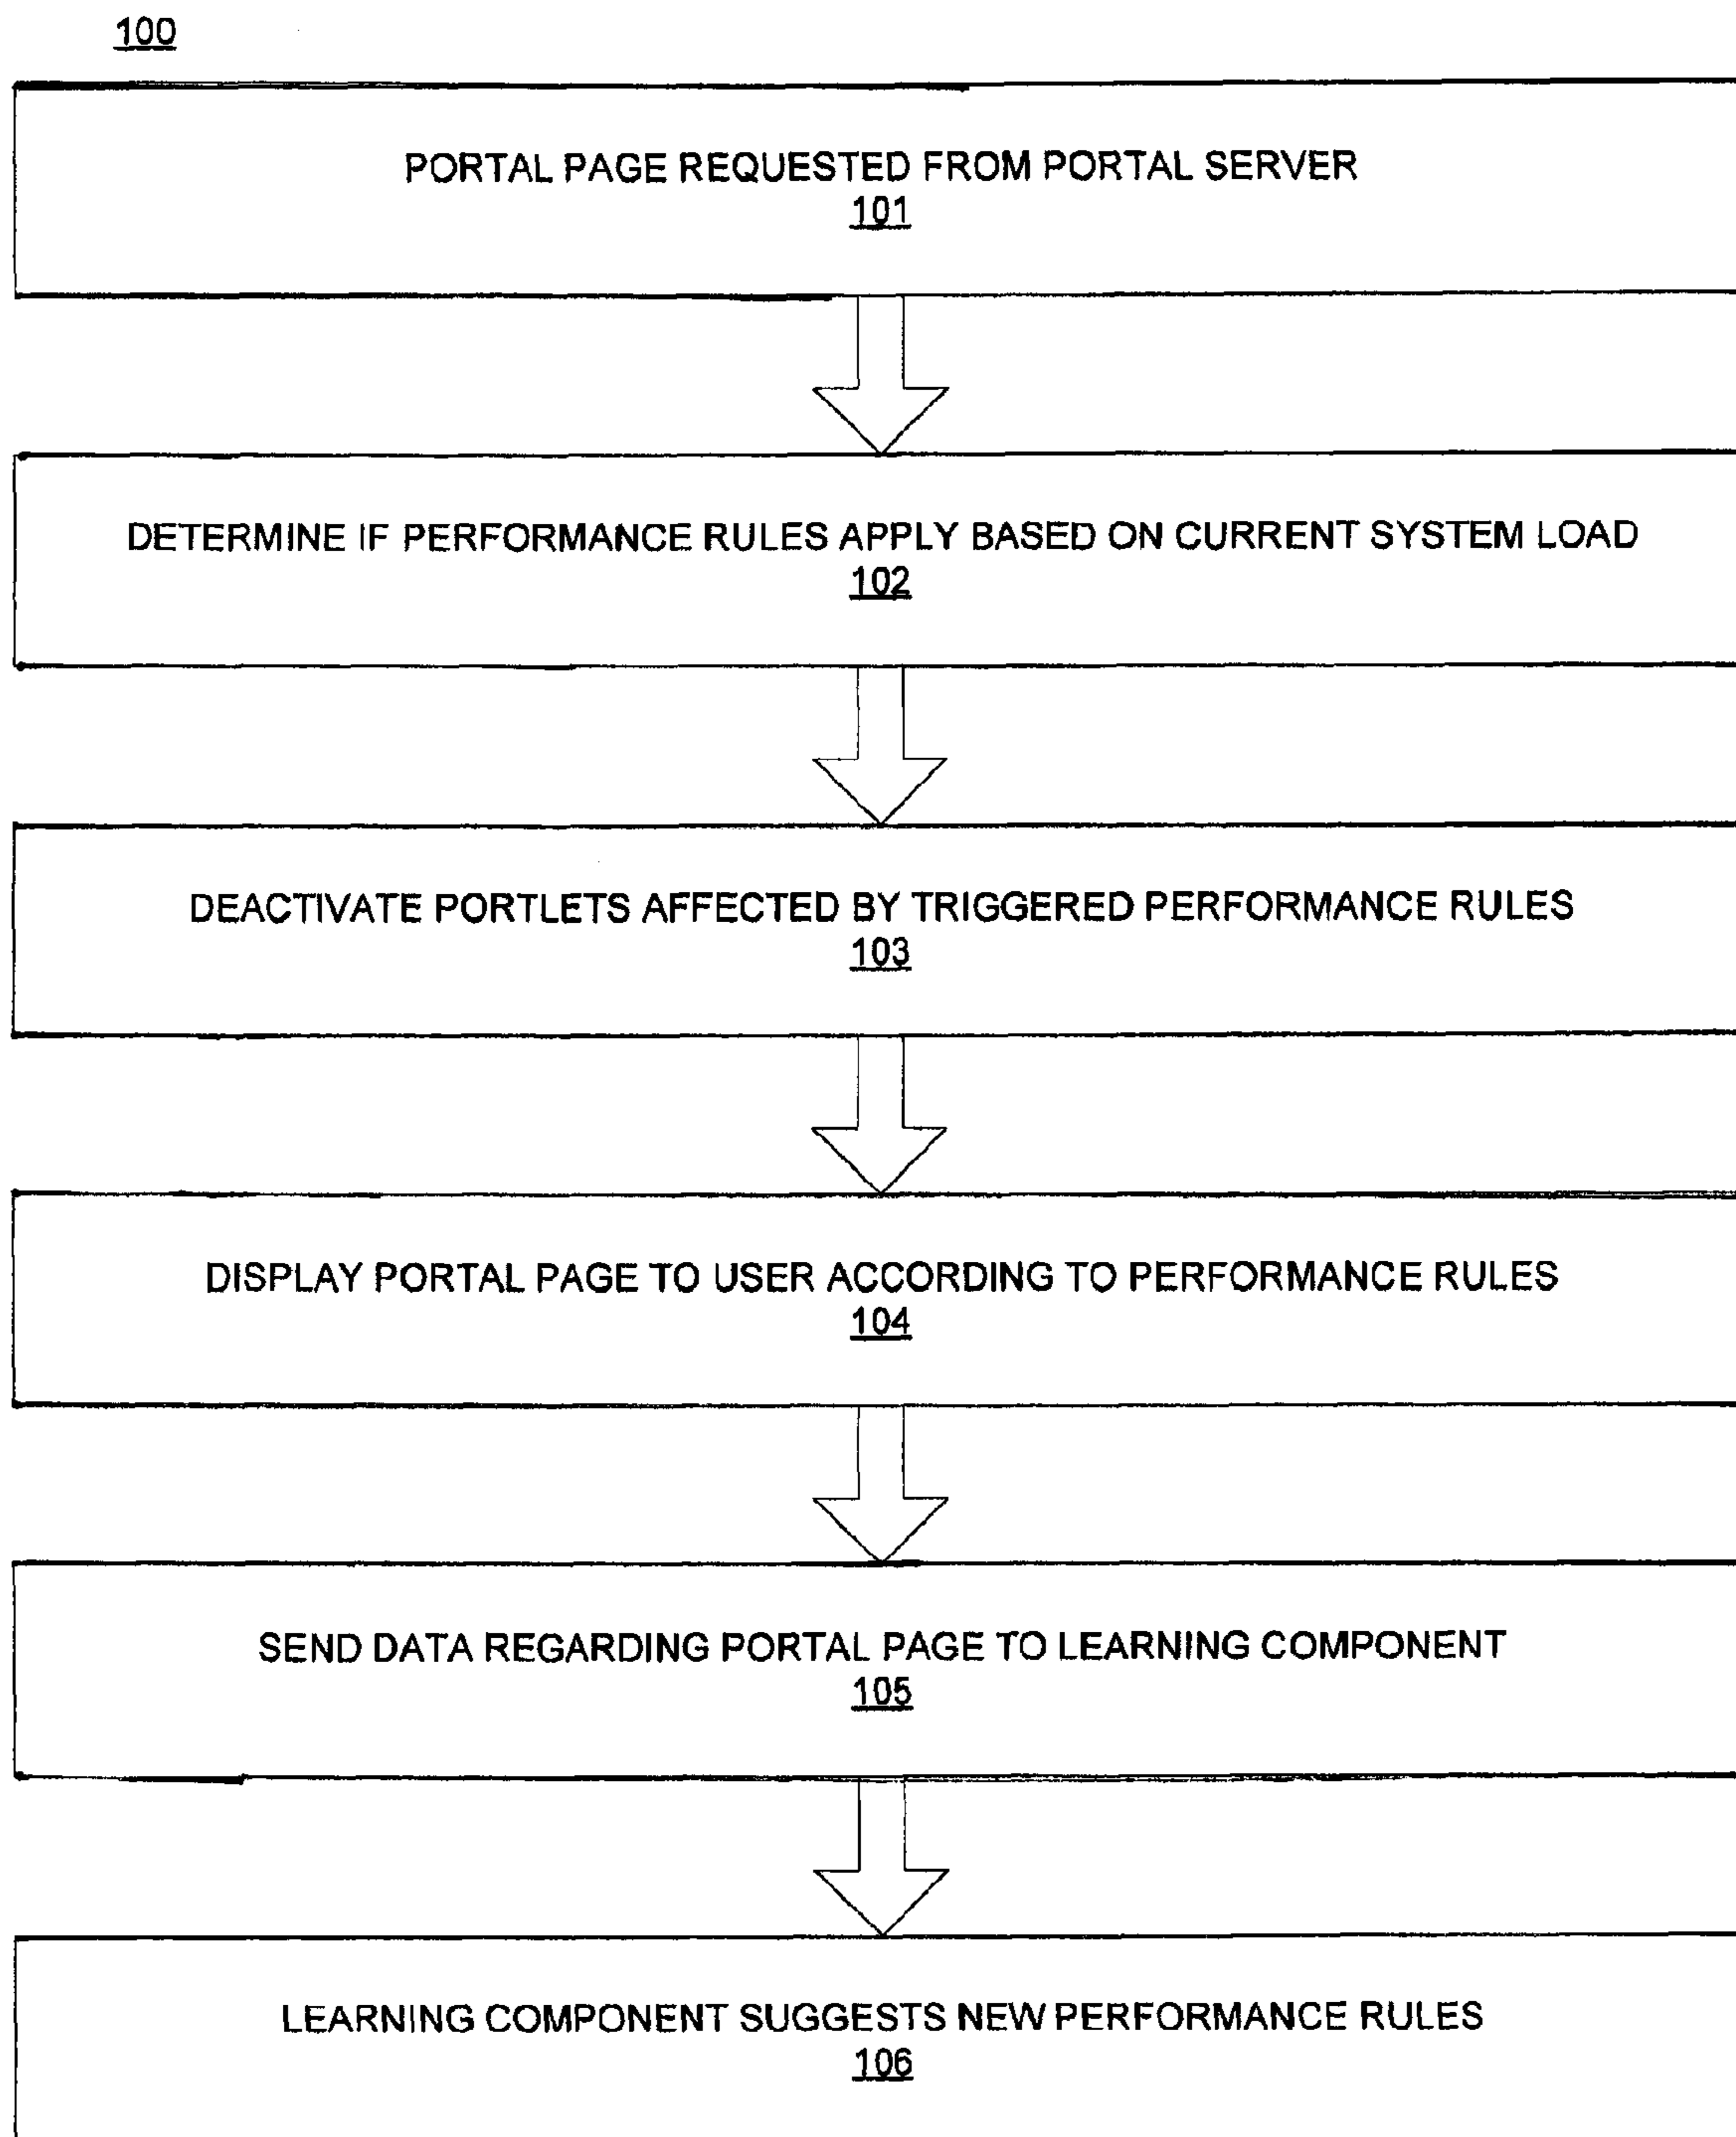 100
PORTAL PAGE REQUESTED FROM PORTAL SERVER
101
DETERMINE IF PERFORMANCE RULES APPLY BASED ON CURRENT SYSTEM LOAD
102
DEACTIVATE PORTLETS AFFECTED BY TRIGGERED PERFORMANCE RULES
103
DISPLAY PORTAL PAGE TO USER ACCORDING TO PERFORMANCE RULES
104
SEND DATA REGARDING PORTAL PAGE TO LEARNING COMPONENT
105
LEARNING COMPONENT SUGGESTS NEW PERFORMANCE RULES
106